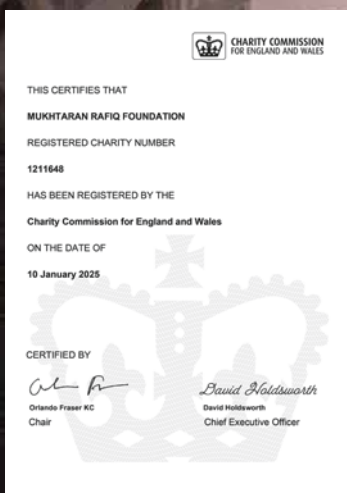 CHARITY COMMISSION
FOR ENGLAND AND WALES
THIS CERTIFIES THAT
MUKHTARAN RAFIQ FOUNDATION
REGISTERED CHARITY NUMBER
1211648
HAS BEEN REGISTERED BY THE
Charity Commission for England and Wales
ON THE DATE OF
10 January 2025
CERTIFIED BY
David Holdsworth
Orlando Fraser KC
David Holdsworth
Chair
Chief Executive Officer